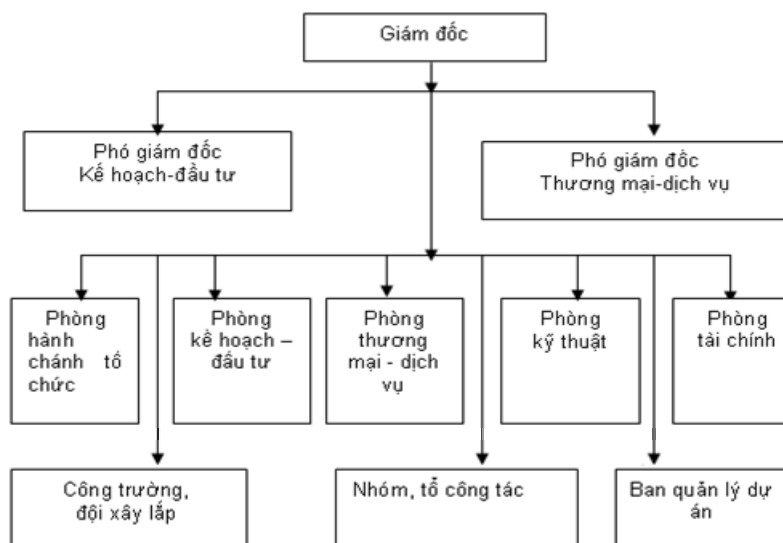 Giám đốc
Phó giám đốc
Kế hoạch-đầu tư
Phó giám đốc
Thương mại-dịch vụ
Phòng
hành
chánh tổ
chức
Phòng
kế hoạch –
đầu tư
Phòng
thương
mại - dịch
vụ
Phòng
kỹ thuật
Phòng
tài chính
Công trường,
đội xây lắp
Nhóm, tổ công tác
Ban quản lý dự
án